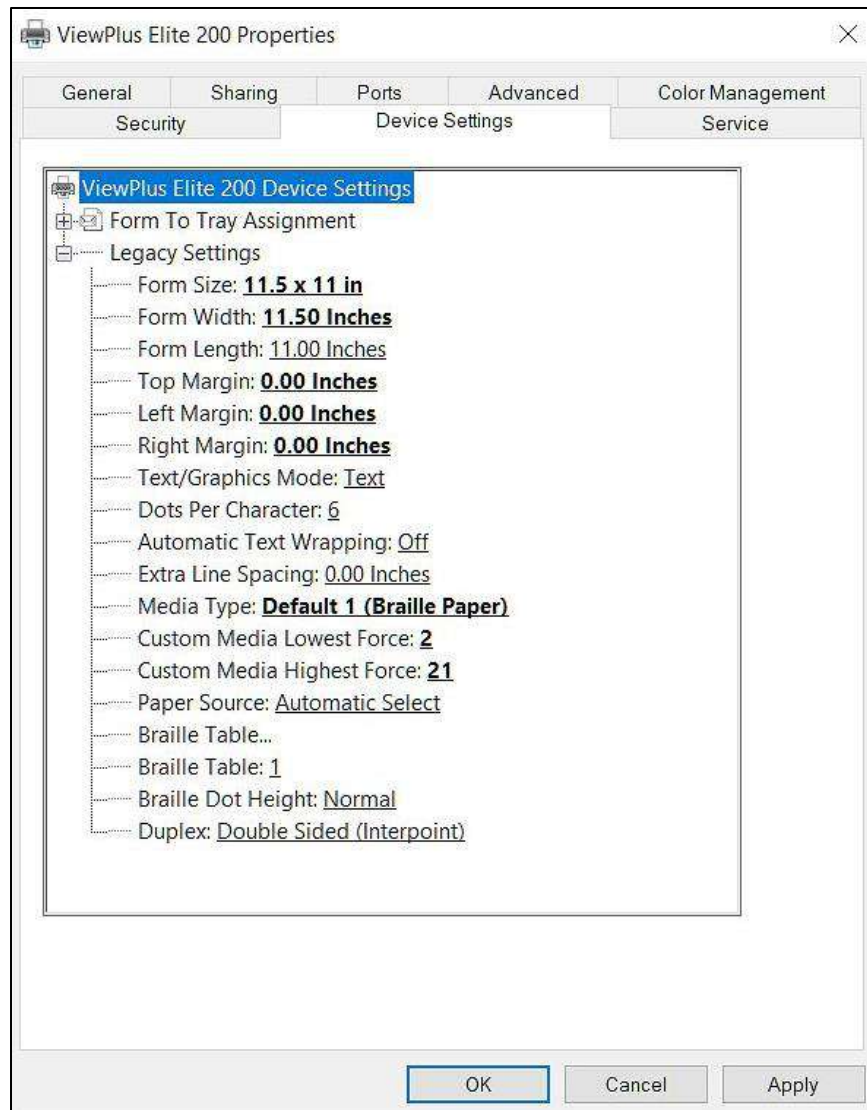 ViewPlus Elite 200 Properties
General Sharing Ports Advanced Color Management
Security Device Settings Service
ViewPlus Elite 200 Device Settings
Form To Tray Assignment
Legacy Settings
Form Size: 11.5 x 11 in
Form Width: 11.50 Inches
Form Length: 11.00 Inches
Top Margin: 0.00 Inches
Left Margin: 0.00 Inches
Right Margin: 0.00 Inches
Text/Graphics Mode: Text
Dots Per Character: 6
Automatic Text Wrapping: Off
Extra Line Spacing: 0.00 Inches
Media Type: Default 1 (Braille Paper)
Custom Media Lowest Force: 2
Custom Media Highest Force: 21
Paper Source: Automatic Select
Braille Table...
Braille Table: 1
Braille Dot Height: Normal
Duplex: Double Sided (Interpoint)
OK Cancel Apply